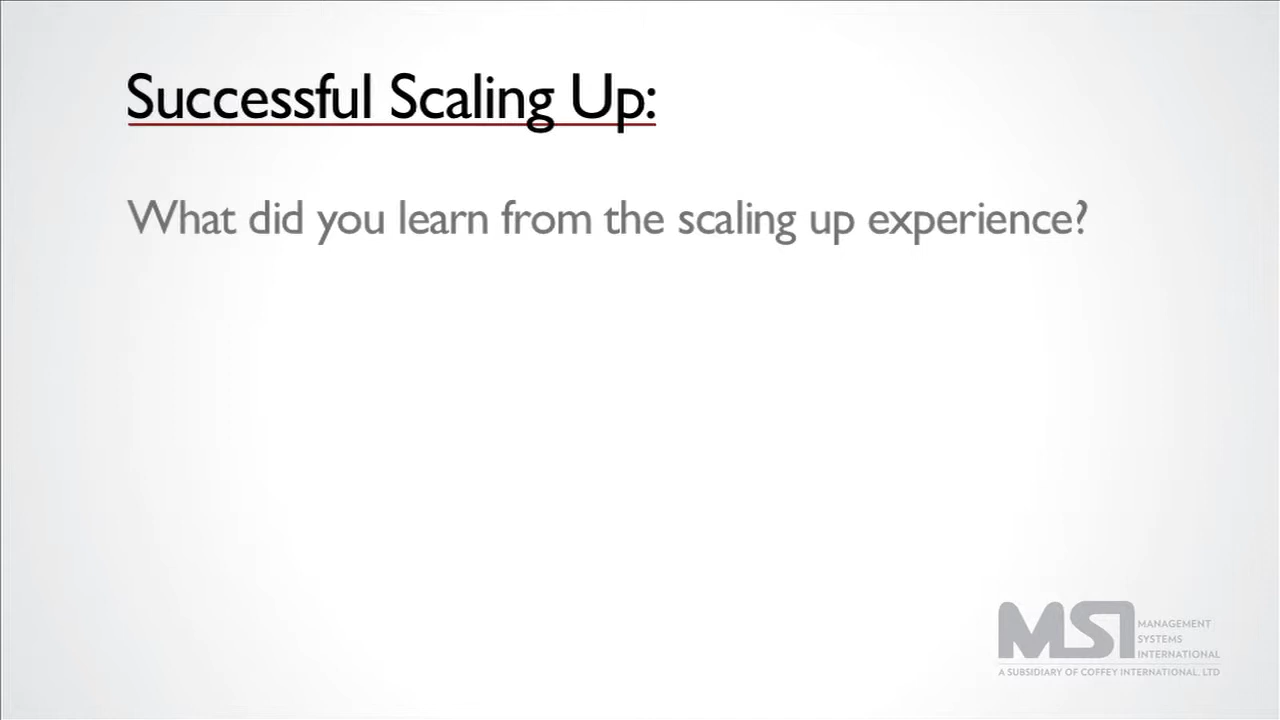 Successful Scaling Up:
What did you learn from the scaling up experience?
MSI
MANAGEMENT
SYSTEMS
INTERNATIONAL
A SUBSIDIARY OF COFFEY INTERNATIONAL, LTD